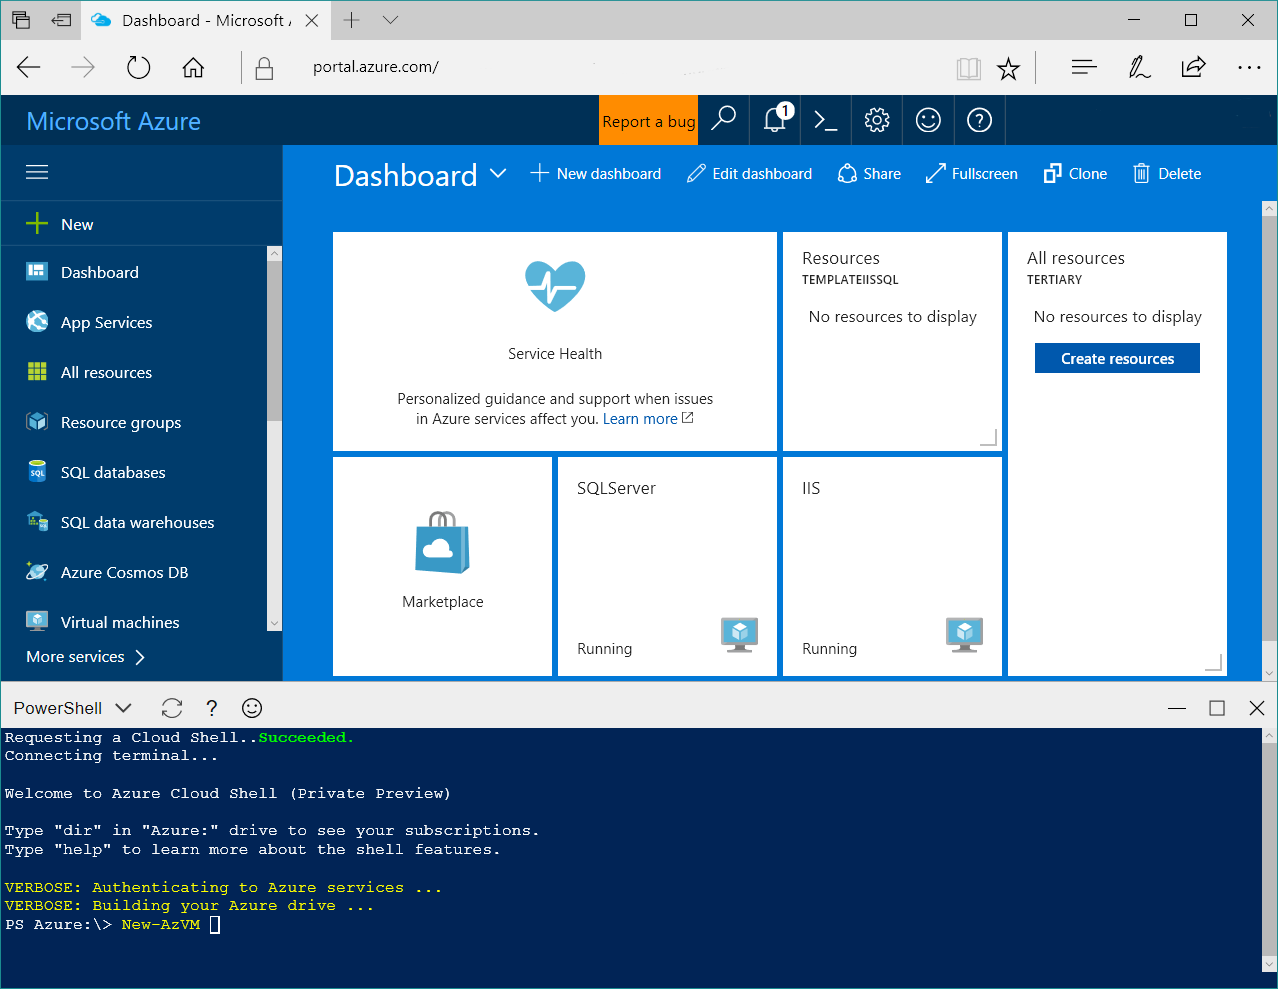 Dashboard - Microsoft A
portal.azure.com/
Microsoft Azure
Report a bug
1
Dashboard
New dashboard
Edit dashboard
Share
Fullscreen
Clone
Delete
New
Dashboard
App Services
All resources
Resource groups
SQL databases
SQL data warehouses
Azure Cosmos DB
Virtual machines
More services
Service Health
Personalized guidance and support when issues
in Azure services affect you. Learn more
Resources
TEMPLATEIISSQL
No resources to display
All resources
TERTIARY
No resources to display
Create resources
Marketplace
SQLServer
Running
IIS
Running
PowerShell
Requesting a Cloud Shell..Succeeded.
Connecting terminal...
Welcome to Azure Cloud Shell (Private Preview)
Type "dir" in "Azure:" drive to see your subscriptions.
Type "help" to learn more about the shell features.
VERBOSE: Authenticating to Azure services ...
VERBOSE: Building your Azure drive ...
PS Azure:\> New-AzVM